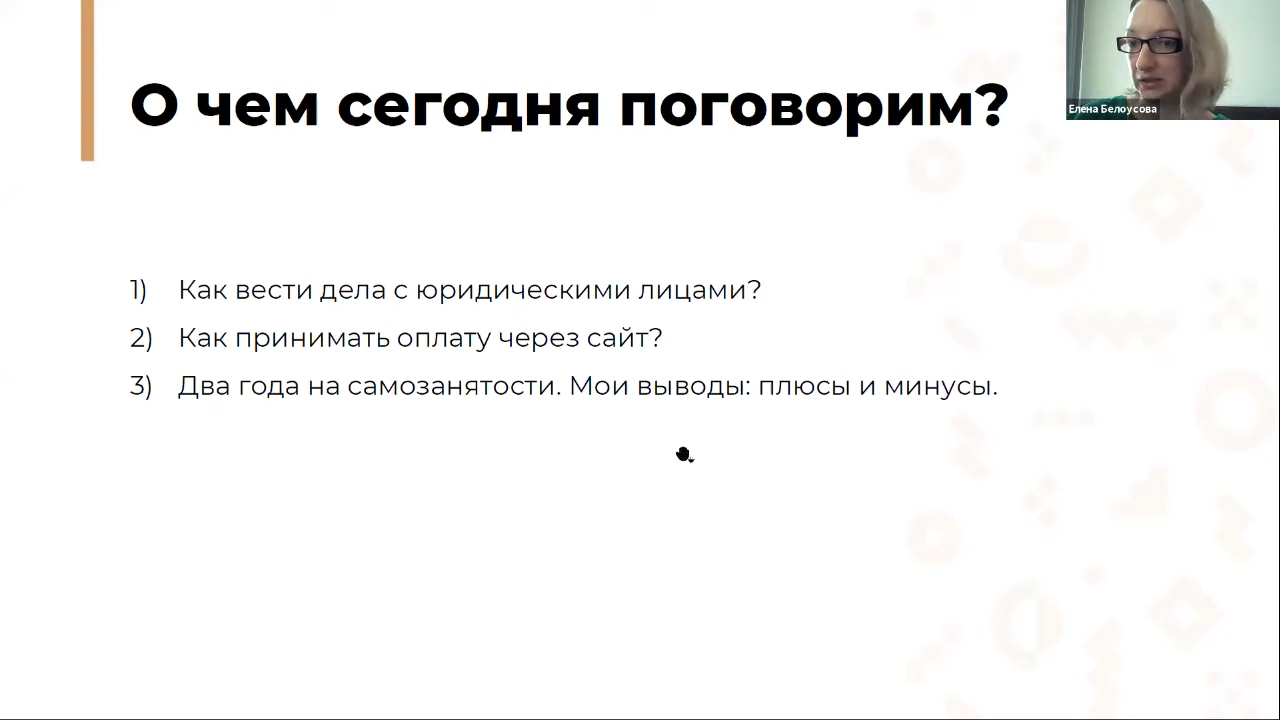 О чем сегодня поговорим?
Елена Белоусова
1) Как вести дела с юридическими лицами?
2) Как принимать оплату через сайт?
3) Два года на самозанятости. Мои выводы: плюсы и минусы.